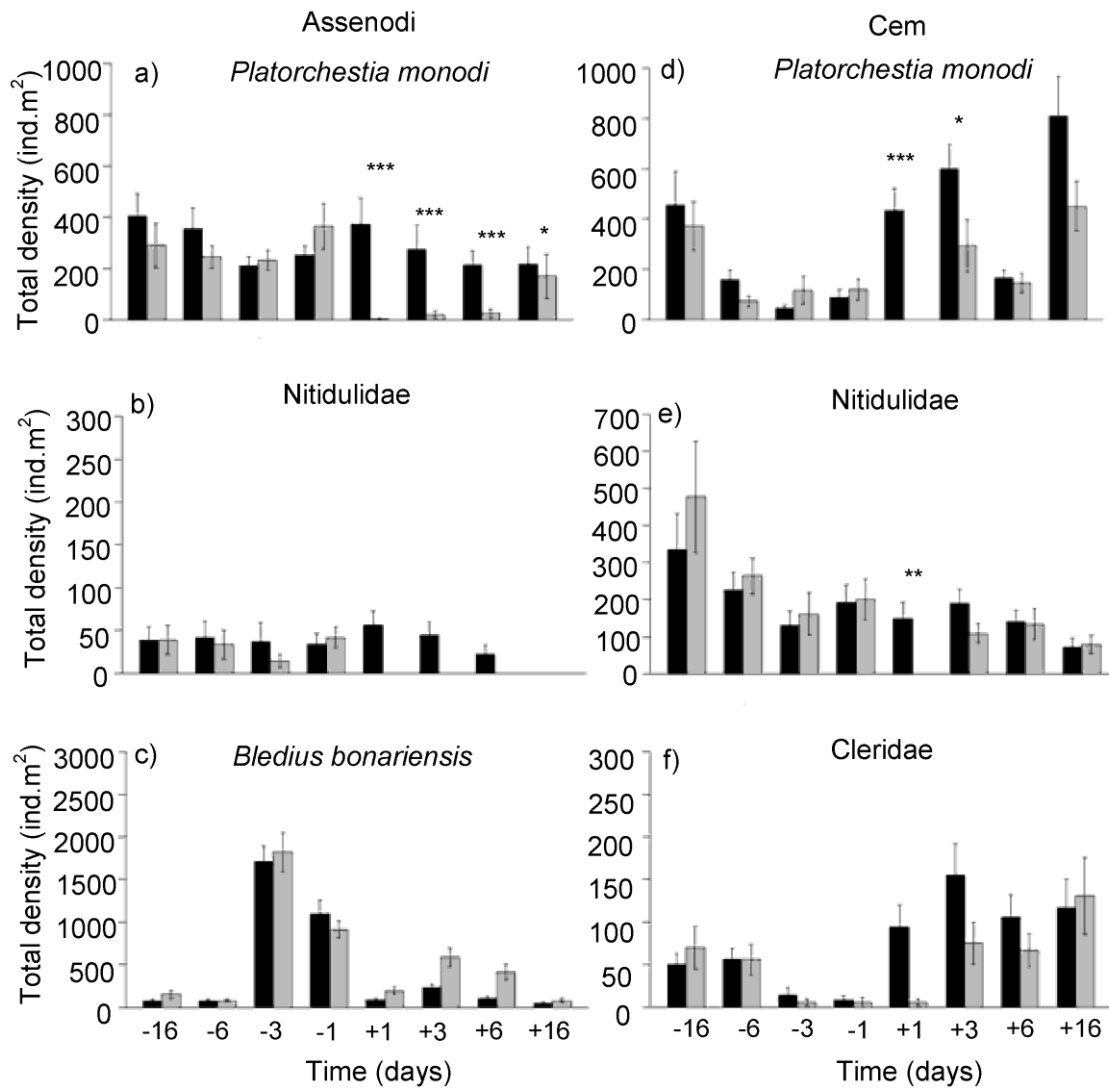 Assenodi
Cem
a)
Platorchestia monodi
d)
Platorchestia monodi
Total density (ind.m²)
1000
800
600
400
200
0
***
***
***
*
1000
800
600
400
200
0
***
*
b)
Nitidulidae
e)
Nitidulidae
Total density (ind.m²)
300
250
200
150
100
50
0
700
600
500
400
300
200
100
0
**
c)
Bledius bonariensis
f)
Cleridae
Total density (ind.m²)
3000
2500
2000
1500
1000
500
0
300
250
200
150
100
50
0
-16 -6 -3 -1 +1 +3 +6 +16
-16 -6 -3 -1 +1 +3 +6 +16
Time (days)
Time (days)